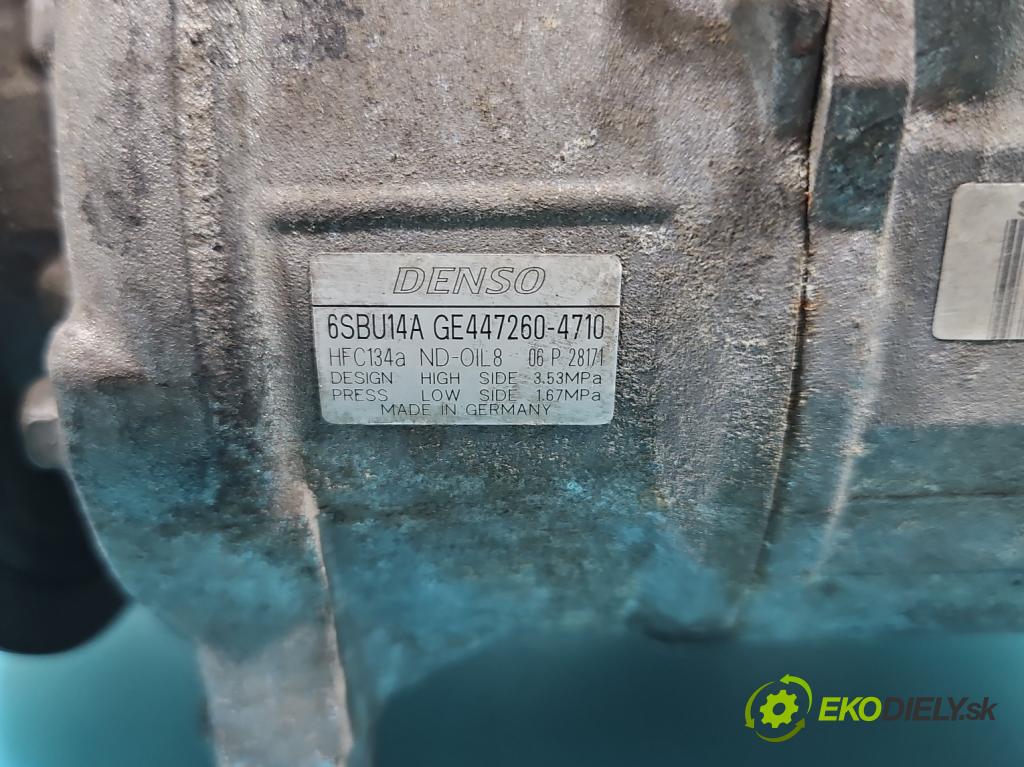 DENSO
6SBU14A GE447260-4710
HFC134a ND-OIL8 06 P 28171
DESIGN HIGH SIDE 3.53MPa
PRESS LOW SIDE 1.67MPa
MADE IN GERMANY
EKODIELY.sk